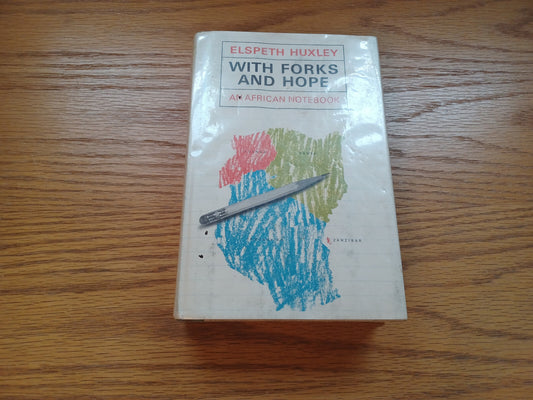 ELSPETH HUXLEY
WITH FORKS
AND HOPE
AN AFRICAN NOTEBOOK
ZANZIBAR